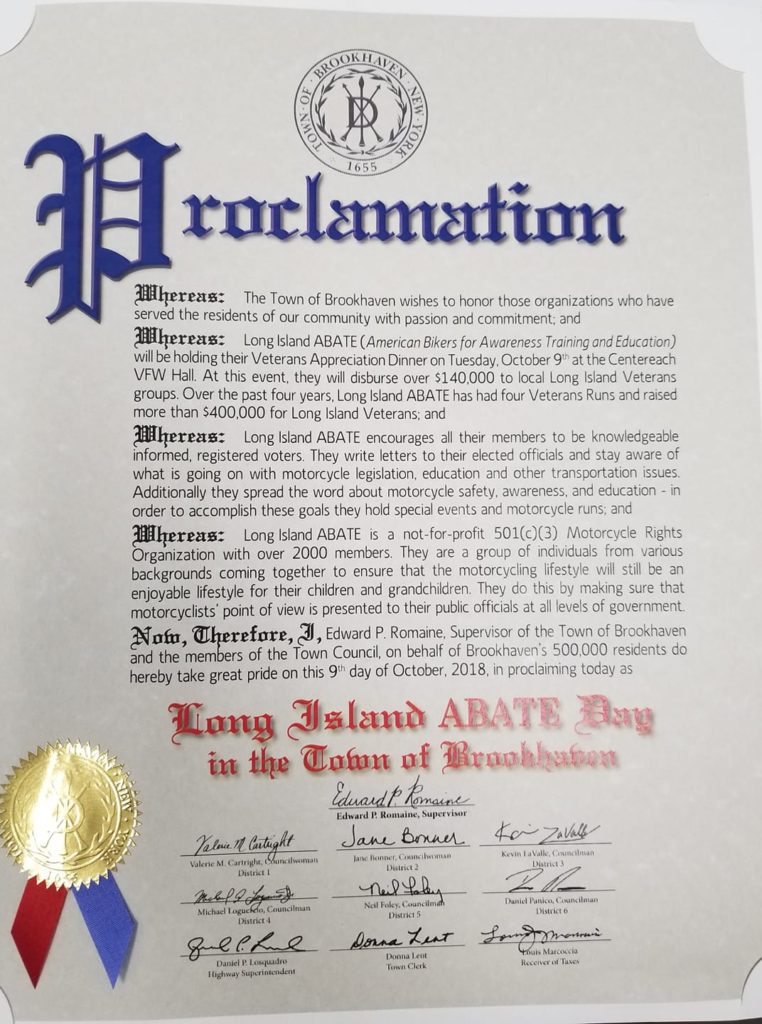 TOWN · OF · BROOKHAVEN · NEW · YORK
1655
Proclamation
Whereas: The Town of Brookhaven wishes to honor those organizations who have
served the residents of our community with passion and commitment; and
Whereas: Long Island ABATE (American Bikers for Awareness Training and Education)
will be holding their Veterans Appreciation Dinner on Tuesday, October 9th at the Centereach
VFW Hall. At this event, they will disburse over $140,000 to local Long Island Veterans
groups. Over the past four years, Long Island ABATE has had four Veterans Runs and raised
more than $400,000 for Long Island Veterans; and
Whereas: Long Island ABATE encourages all their members to be knowledgeable
informed, registered voters. They write letters to their elected officials and stay aware of
what is going on with motorcycle legislation, education and other transportation issues.
Additionally they spread the word about motorcycle safety, awareness, and education - in
order to accomplish these goals they hold special events and motorcycle runs; and
Whereas: Long Island ABATE is a not-for-profit 501(c)(3) Motorcycle Rights
Organization with over 2000 members. They are a group of individuals from various
backgrounds coming together to ensure that the motorcycling lifestyle will still be an
enjoyable lifestyle for their children and grandchildren. They do this by making sure that
motorcyclists' point of view is presented to their public officials at all levels of government.
Now, Therefore, I, Edward P. Romaine, Supervisor of the Town of Brookhaven
and the members of the Town Council, on behalf of Brookhaven's 500,000 residents do
hereby take great pride on this 9th day of October, 2018, in proclaiming today as
Long Island ABATE Day
in the Town of Brookhaven
Edward P. Romaine
Edward P. Romaine, Supervisor
Valerie M. Cartright
Jane Bonner
Kevin LaValle
Valerie M. Cartright, Councilwoman
District 1
Jane Bonner, Councilwoman
District 2
Kevin LaValle, Councilman
District 3
Neil Foley
Michael Loguercio, Councilman
District 4
Neil Foley, Councilman
District 5
Daniel Panico, Councilman
District 6
Donna Lent
Daniel P. Losquadro
Highway Superintendent
Donna Lent
Town Clerk
Louis Marcoccia
Receiver of Taxes